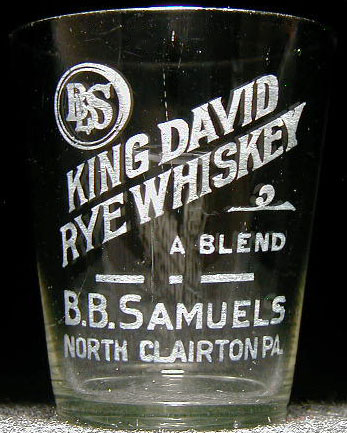 BBS
KING DAVID
RYE WHISKEY
A BLEND
B.B. SAMUELS
NORTH CLAIRTON PA.